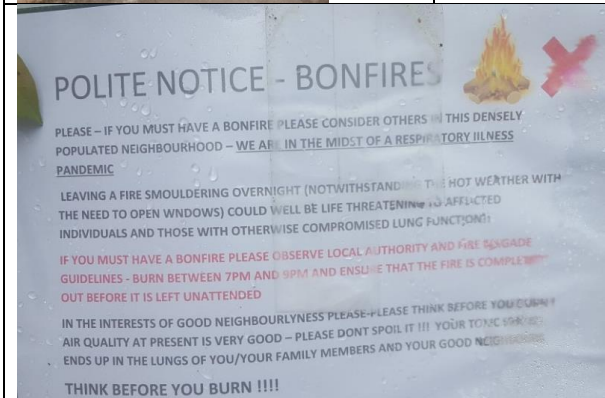 POLITE NOTICE - BONFIRES
PLEASE – IF YOU MUST HAVE A BONFIRE PLEASE CONSIDER OTHERS IN THIS DENSELY
POPULATED NEIGHBOURHOOD – WE ARE IN THE MIDST OF A RESPIRATORY IILNESS
PANDEMIC
LEAVING A FIRE SMOULDERING OVERNIGHT (NOTWITHSTANDING THE HOT WEATHER WITH
THE NEED TO OPEN WNDOWS) COULD WELL BE LIFE THREATENING TO AFFLICTED
INDIVIDUALS AND THOSE WITH OTHERWISE COMPROMISED LUNG FUNCTION!!
IF YOU MUST HAVE A BONFIRE PLEASE OBSERVE LOCAL AUTHORITY AND FIRE BRIGADE
GUIDELINES - BURN BETWEEN 7PM AND 9PM AND ENSURE THAT THE FIRE IS COMPLETELY
OUT BEFORE IT IS LEFT UNATTENDED
IN THE INTERESTS OF GOOD NEIGHBOURLYNESS PLEASE-PLEASE THINK BEFORE YOU BURN!!
AIR QUALITY AT PRESENT IS VERY GOOD – PLEASE DONT SPOIL IT !!! YOUR TOXIC SMOKE
ENDS UP IN THE LUNGS OF YOU/YOUR FAMILY MEMBERS AND YOUR GOOD NEIGHBOURS
THINK BEFORE YOU BURN !!!!